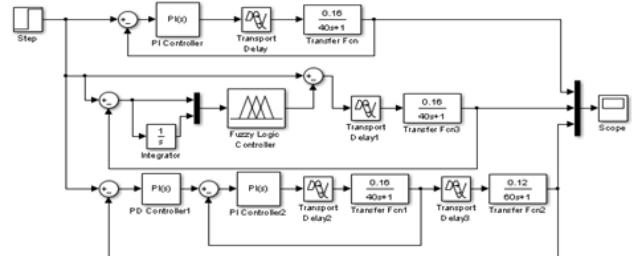 Step
PI(s)
PI Controller
Transport
Delay
0.16
40s+1
Transfer Fcn
1
s
Integrator
Fuzzy Logic
Controller
Transport
Delay1
0.16
40s+1
Transfer Fcn3
Scope
PI(s)
PD Controller1
PI(s)
PI Controller2
Transport
Delay2
0.16
40s+1
Transfer Fcn1
Transport
Delay3
0.12
60s+1
Transfer Fcn2